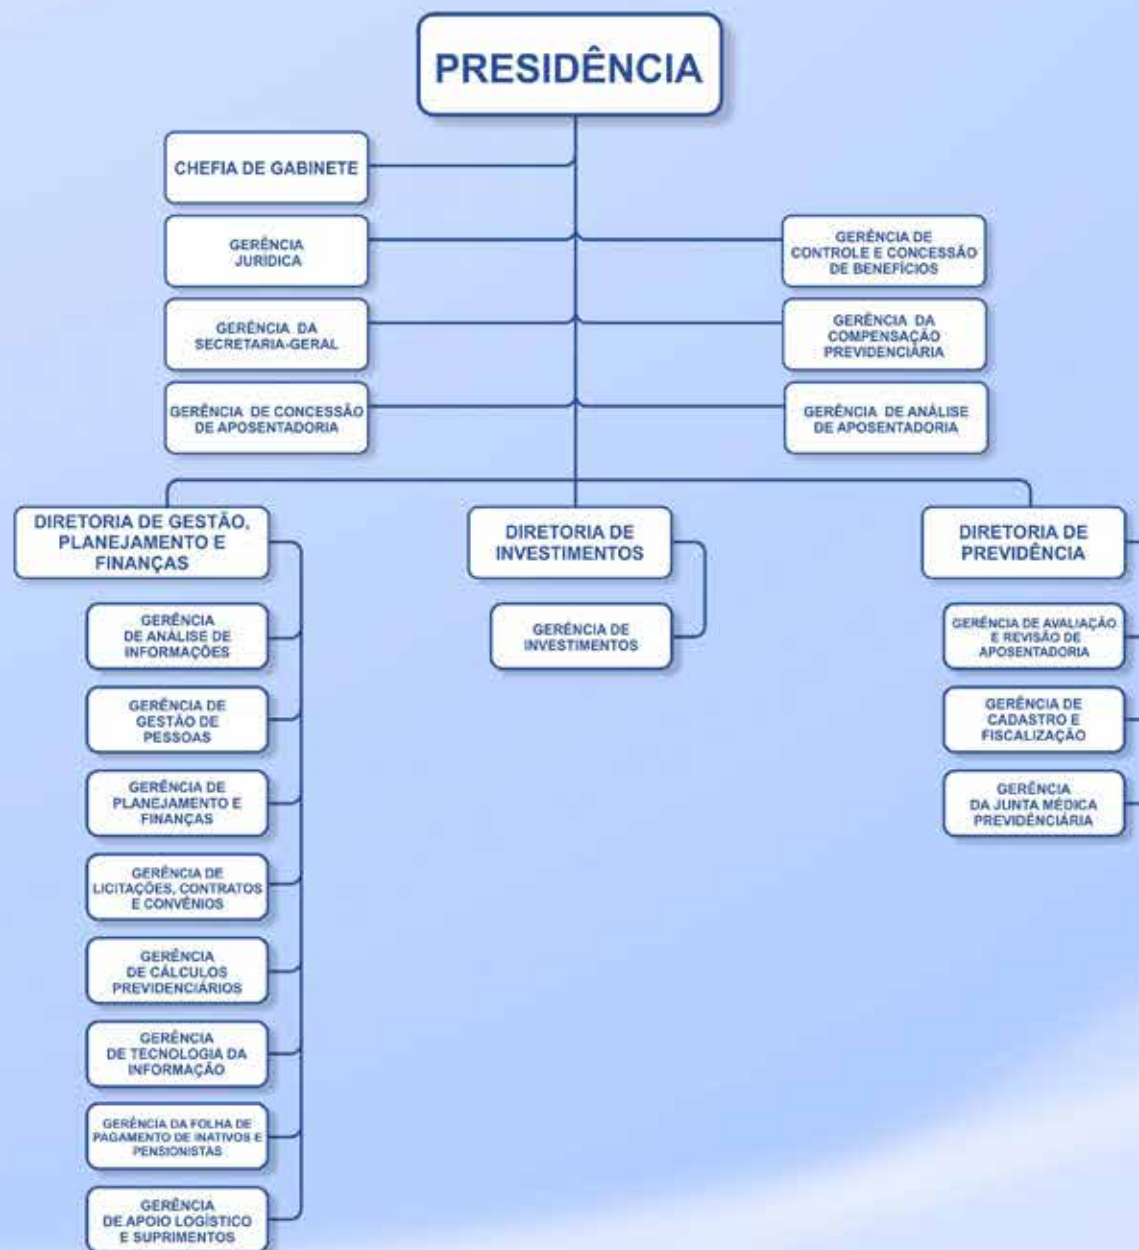 PRESIDÊNCIA
CHEFIA DE GABINETE
GERÊNCIA
JURÍDICA
GERÊNCIA DE
CONTROLE E CONCESSÃO
DE BENEFÍCIOS
GERÊNCIA DA
SECRETARIA-GERAL
GERÊNCIA DA
COMPENSAÇÃO
PREVIDENCIÁRIA
GERÊNCIA DE CONCESSÃO
DE APOSENTADORIA
GERÊNCIA DE ANÁLISE
DE APOSENTADORIA
DIRETORIA DE GESTÃO,
PLANEJAMENTO E
FINANÇAS
GERÊNCIA
DE ANÁLISE DE
INFORMAÇÕES
GERÊNCIA DE
GESTÃO DE
PESSOAS
GERÊNCIA DE
PLANEJAMENTO E
FINANÇAS
GERÊNCIA DE
LICITAÇÕES, CONTRATOS
E CONVÊNIOS
GERÊNCIA
DE CÁLCULOS
PREVIDENCIÁRIOS
GERÊNCIA
DE TECNOLOGIA DA
INFORMAÇÃO
GERÊNCIA DA FOLHA DE
PAGAMENTO DE INATIVOS E
PENSIONISTAS
GERÊNCIA
DE APOIO LOGÍSTICO
E SUPRIMENTOS
DIRETORIA DE
INVESTIMENTOS
GERÊNCIA DE
INVESTIMENTOS
DIRETORIA DE
PREVIDÊNCIA
GERÊNCIA DE AVALIAÇÃO
E REVISÃO DE
APOSENTADORIA
GERÊNCIA DE
CADASTRO E
FISCALIZAÇÃO
GERÊNCIA
DA JUNTA MÉDICA
PREVIDÊNCIÁRIA